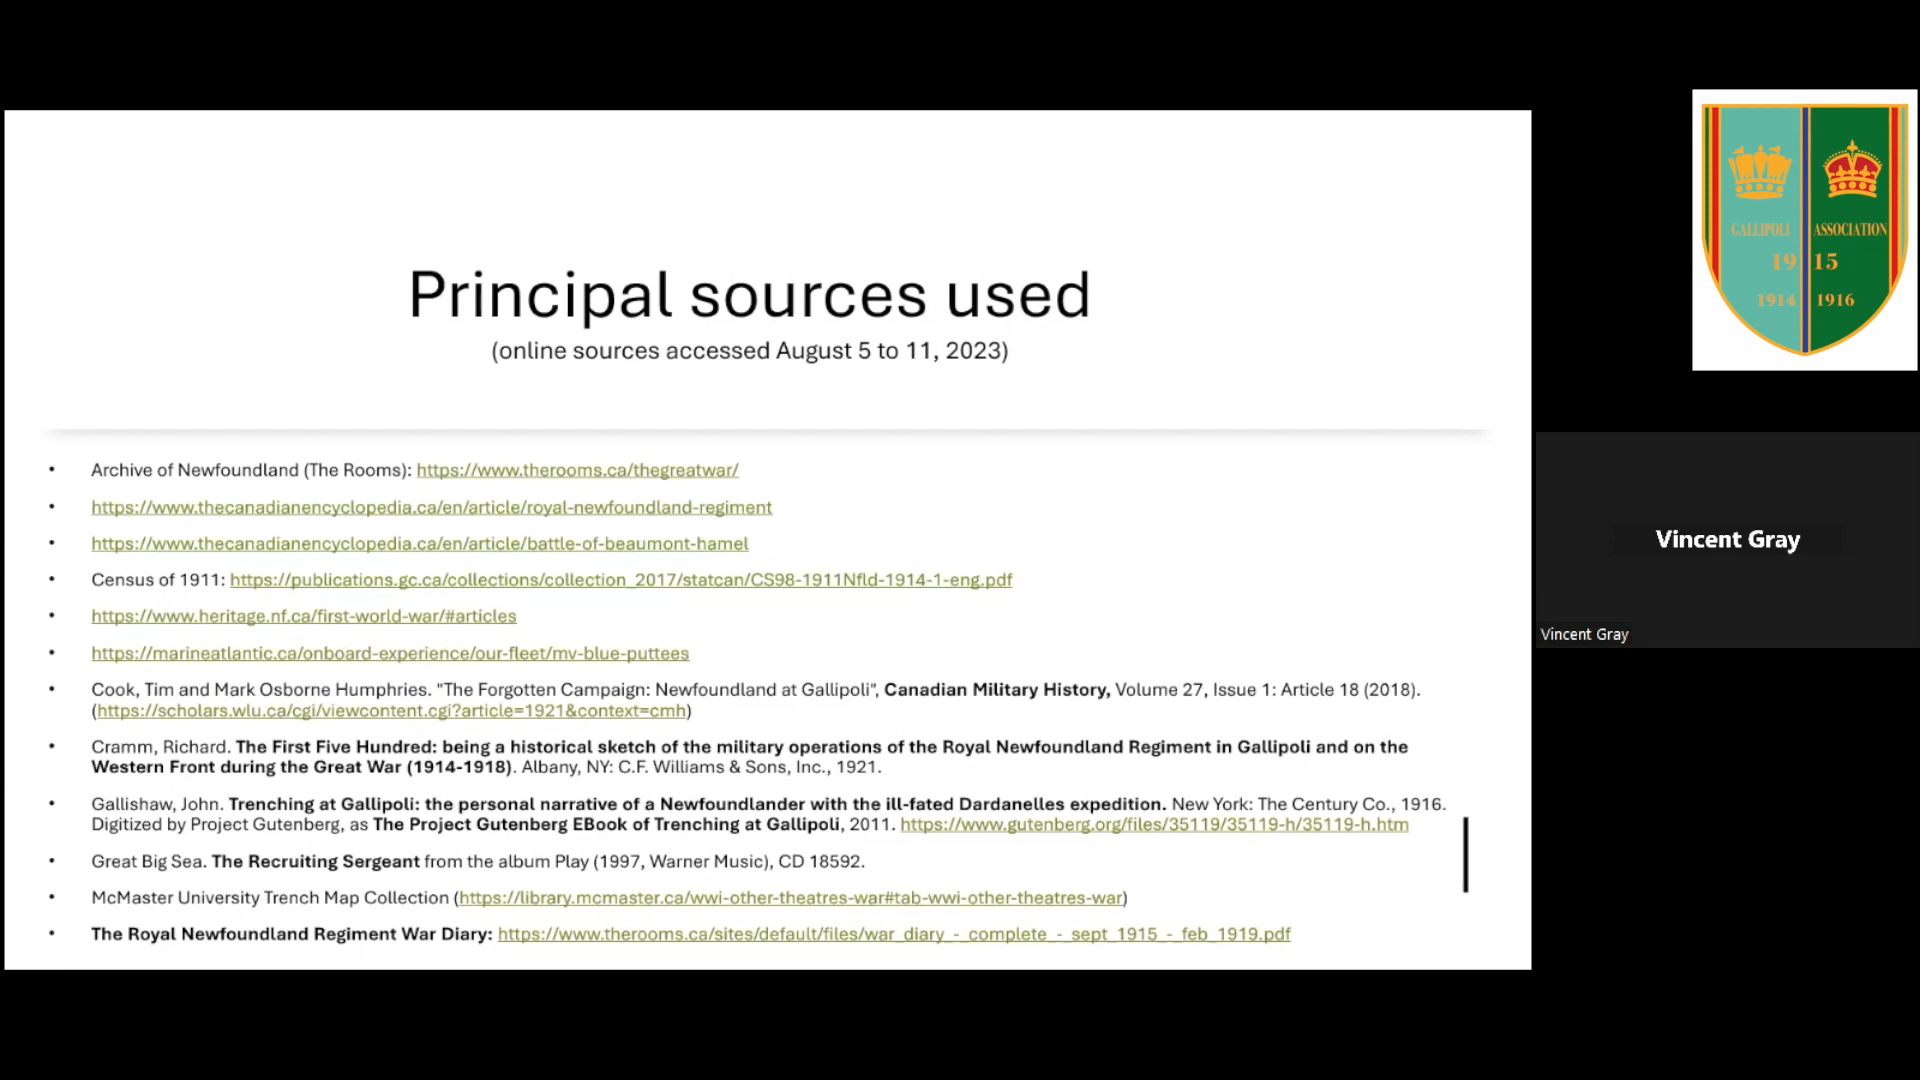 Principal sources used
(online sources accessed August 5 to 11, 2023)
• Archive of Newfoundland (The Rooms): https://www.therooms.ca/thegreatwar/
• https://www.thecanadianencyclopedia.ca/en/article/royal-newfoundland-regiment
• https://www.thecanadianencyclopedia.ca/en/article/battle-of-beaumont-hamel
• Census of 1911: https://publications.gc.ca/collections/collection_2017/statcan/CS98-1911Nfld-1914-1-eng.pdf
• https://www.heritage.nf.ca/first-world-war/#articles
• https://marineatlantic.ca/onboard-experience/our-fleet/mv-blue-puttees
• Cook, Tim and Mark Osborne Humphries. "The Forgotten Campaign: Newfoundland at Gallipoli", Canadian Military History, Volume 27, Issue 1: Article 18 (2018).
(https://scholars.wlu.ca/cgi/viewcontent.cgi?article=1921&context=cmh)
• Cramm, Richard. The First Five Hundred: being a historical sketch of the military operations of the Royal Newfoundland Regiment in Gallipoli and on the
Western Front during the Great War (1914-1918). Albany, NY: C.F. Williams & Sons, Inc., 1921.
• Gallishaw, John. Trenching at Gallipoli: the personal narrative of a Newfoundlander with the ill-fated Dardanelles expedition. New York: The Century Co., 1916.
Digitized by Project Gutenberg, as The Project Gutenberg EBook of Trenching at Gallipoli, 2011. https://www.gutenberg.org/files/35119/35119-h/35119-h.htm
• Great Big Sea. The Recruiting Sergeant from the album Play (1997, Warner Music), CD 18592.
• McMaster University Trench Map Collection (https://library.mcmaster.ca/wwi-other-theatres-war#tab-wwi-other-theatres-war)
• The Royal Newfoundland Regiment War Diary: https://www.therooms.ca/sites/default/files/war_diary_-_complete_-_sept_1915_-_feb_1919.pdf
GALLIPOLI ASSOCIATION
19 15
1914 1916
Vincent Gray
Vincent Gray